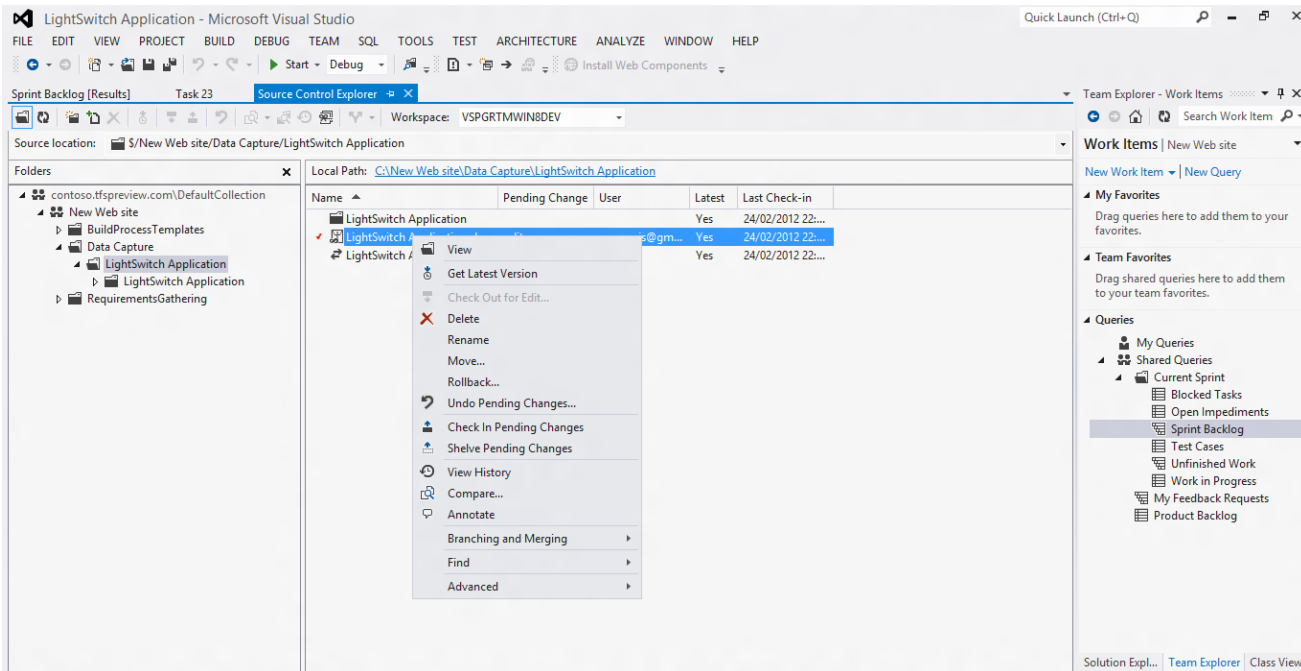 LightSwitch Application - Microsoft Visual Studio
Quick Launch (Ctrl+Q)
FILE EDIT VIEW PROJECT BUILD DEBUG TEAM SQL TOOLS TEST ARCHITECTURE ANALYZE WINDOW HELP
Start Debug Install Web Components
Sprint Backlog [Results] Task 23 Source Control Explorer
Workspace: VSPGRTMWIN8DEV
Source location: $/New Web site/Data Capture/LightSwitch Application
Folders
contoso.tfspreview.com\DefaultCollection
New Web site
BuildProcessTemplates
Data Capture
LightSwitch Application
LightSwitch Application
RequirementsGathering
Local Path: C:\New Web site\Data Capture\LightSwitch Application
Name Pending Change User Latest Last Check-in
LightSwitch Application Yes 24/02/2012 22:...
LightSwitch s@gm... Yes 24/02/2012 22:...
LightSwitch Yes 24/02/2012 22:...
View
Get Latest Version
Check Out for Edit...
Delete
Rename
Move...
Rollback...
Undo Pending Changes...
Check In Pending Changes
Shelve Pending Changes
View History
Compare...
Annotate
Branching and Merging
Find
Advanced
Team Explorer - Work Items
Search Work Item
Work Items | New Web site
New Work Item | New Query
My Favorites
Drag queries here to add them to your
favorites.
Team Favorites
Drag shared queries here to add them
to your team favorites.
Queries
My Queries
Shared Queries
Current Sprint
Blocked Tasks
Open Impediments
Sprint Backlog
Test Cases
Unfinished Work
Work in Progress
My Feedback Requests
Product Backlog
Solution Expl... Team Explorer Class View